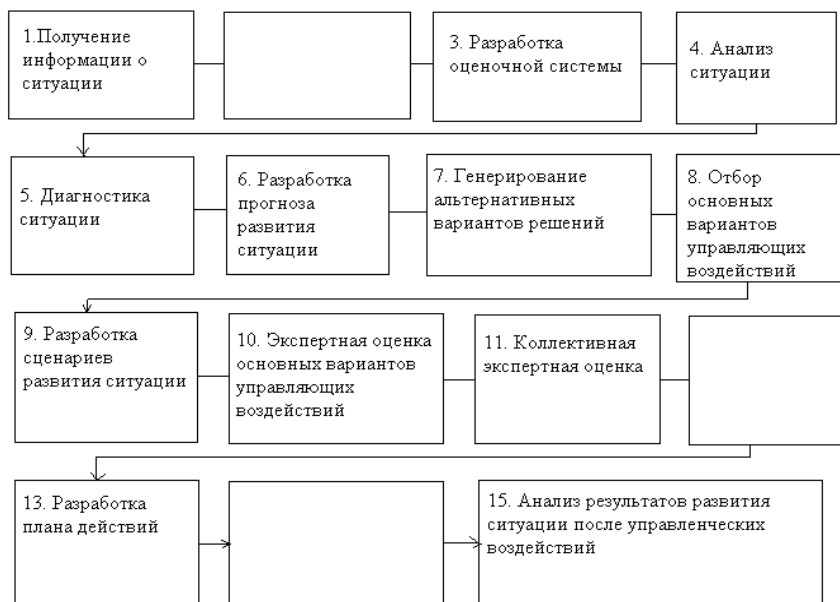 1.Получение
информации о
ситуации
3. Разработка
оценочной системы
4. Анализ
ситуации
5. Диагностика
ситуации
6. Разработка
прогноза
развития
ситуации
7. Генерирование
альтернативных
вариантов решений
8. Отбор
основных
вариантов
управляющих
воздействий
9. Разработка
сценариев
развития ситуации
10. Экспертная оценка
основных вариантов
управляющих
воздействий
11. Коллективная
экспертная оценка
13. Разработка
плана действий
15. Анализ результатов развития
ситуации после управленческих
воздействий